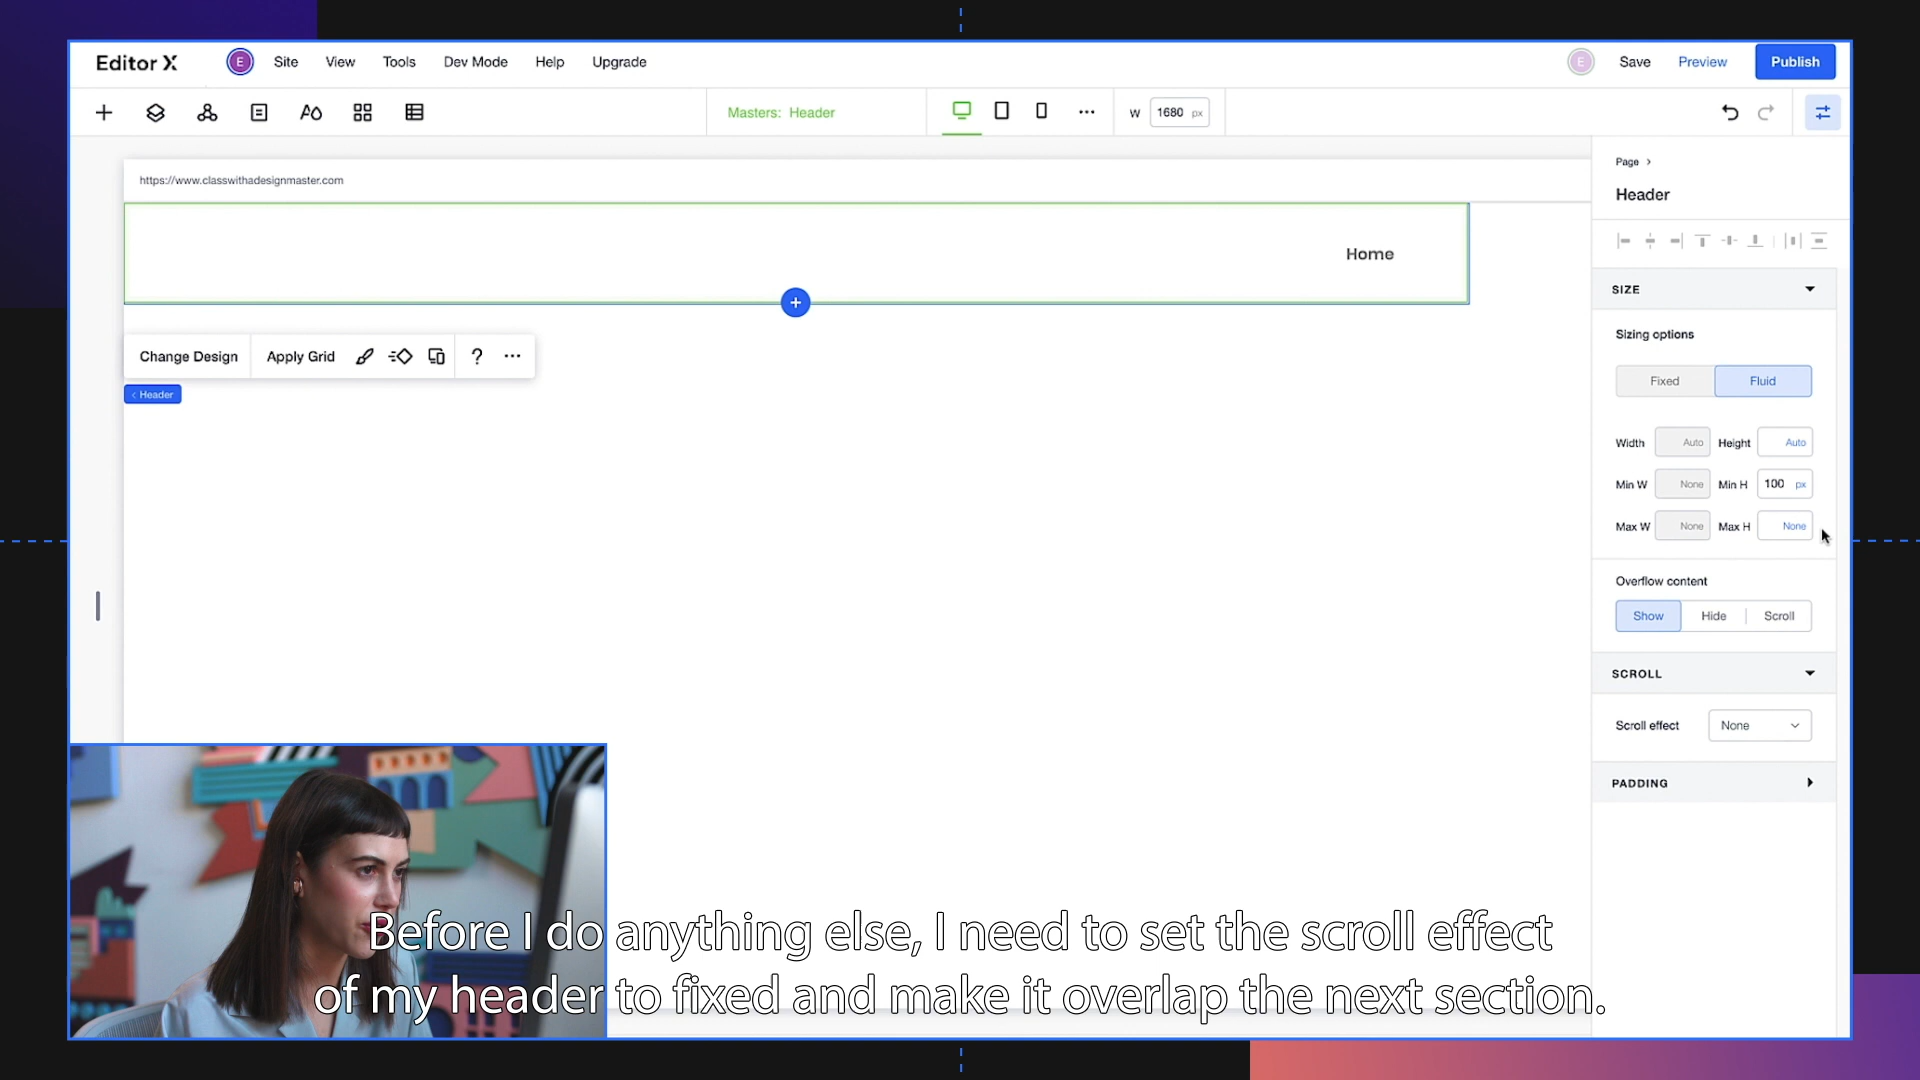 Editor X
E
Site
View
Tools
Dev Mode
Help
Upgrade
E
Save
Preview
Publish
Masters: Header
W
1680 px
https://www.classwithadesignmaster.com
Home
Change Design
Apply Grid
?
< Header
Page >
Header
SIZE
Sizing options
Fixed
Fluid
Width Auto Height Auto
Min W None Min H 100 px
Max W None Max H None
Overflow content
Show
Hide
Scroll
SCROLL
Scroll effect
None
PADDING
Before I do anything else, I need to set the scroll effect
of my header to fixed and make it overlap the next section.